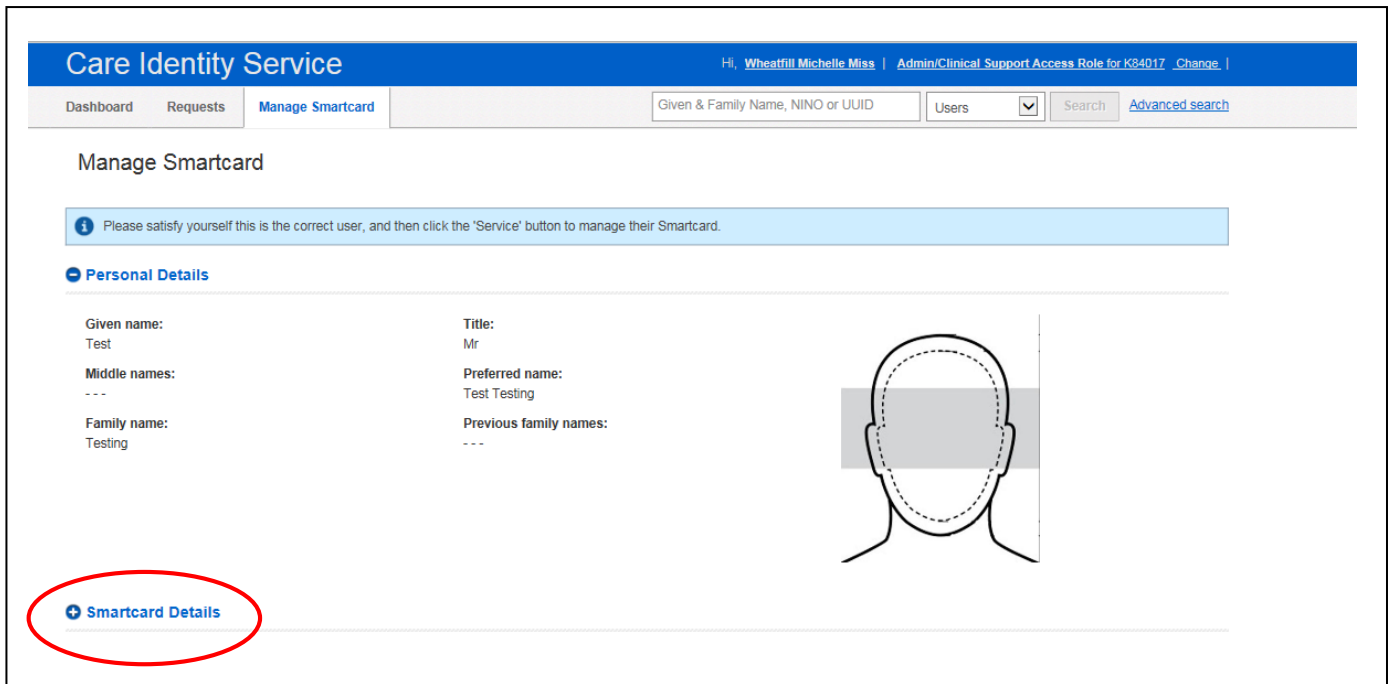 Care Identity Service
Hi, Wheatfill Michelle Miss | Admin/Clinical Support Access Role for K84017 Change |
Dashboard Requests Manage Smartcard Given & Family Name, NINO or UUID Users Search Advanced search
Manage Smartcard
Please satisfy yourself this is the correct user, and then click the 'Service' button to manage their Smartcard.
Personal Details
Given name: Title:
Test Mr
Middle names: Preferred name:
--- Test Testing
Family name: Previous family names:
Testing ---
Smartcard Details